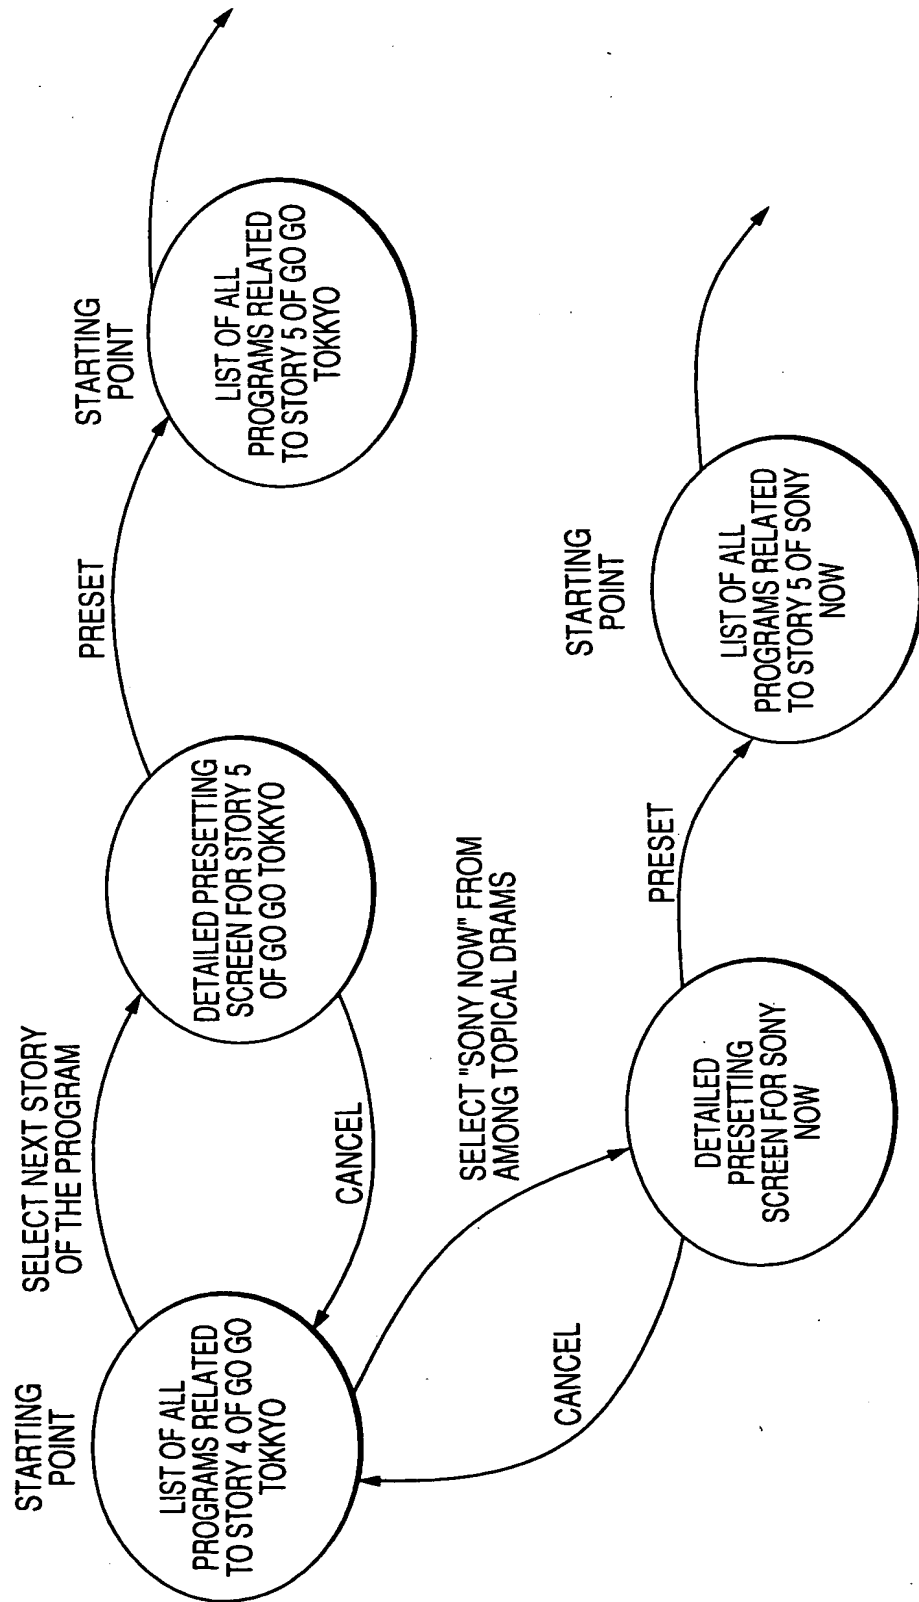 STARTING
POINT
LIST OF ALL
PROGRAMS RELATED
TO STORY 4 OF GO GO
TOKKYO
SELECT NEXT STORY
OF THE PROGRAM
CANCEL
DETAILED PRESETTING
SCREEN FOR STORY 5
OF GO GO TOKKYO
PRESET
STARTING
POINT
LIST OF ALL
PROGRAMS RELATED
TO STORY 5 OF GO GO
TOKKYO
CANCEL
SELECT "SONY NOW" FROM
AMONG TOPICAL DRAMS
DETAILED
PRESETTING
SCREEN FOR SONY
NOW
PRESET
STARTING
POINT
LIST OF ALL
PROGRAMS RELATED
TO STORY 5 OF SONY
NOW